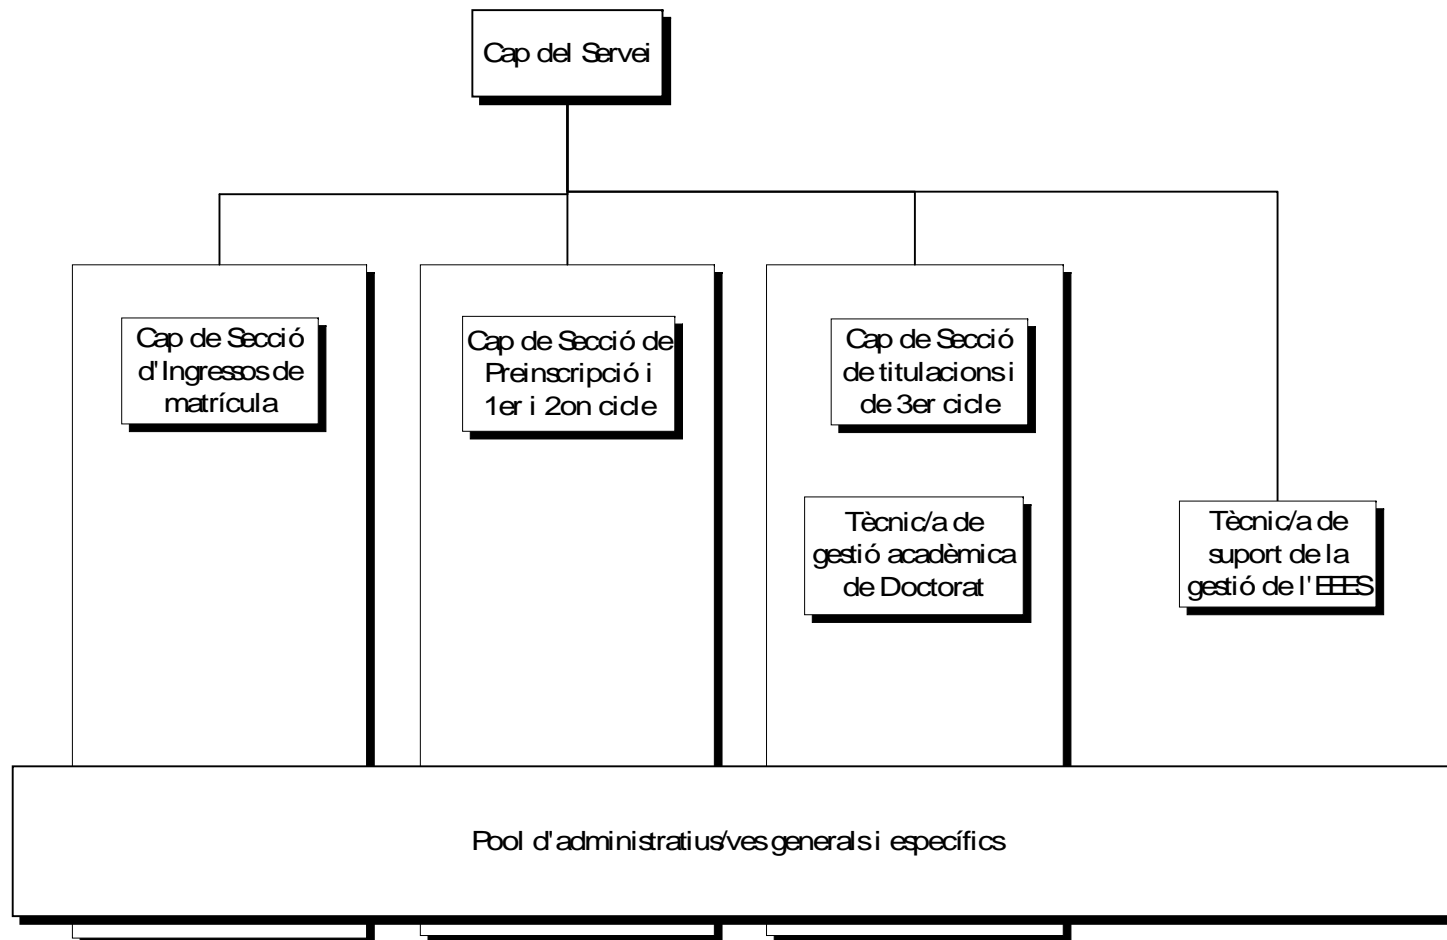 Cap del Servei
Cap de Secció
d'Ingressos de
matrícula
Cap de Secció de
Preinscripció i
1er i 2on cicle
Cap de Secció
de titulacions i
de 3er cicle
Tècnic/a de
gestió acadèmica
de Doctorat
Tècnic/a de
suport de la
gestió de l'EEES
Pool d'administratius/ves generals i específics